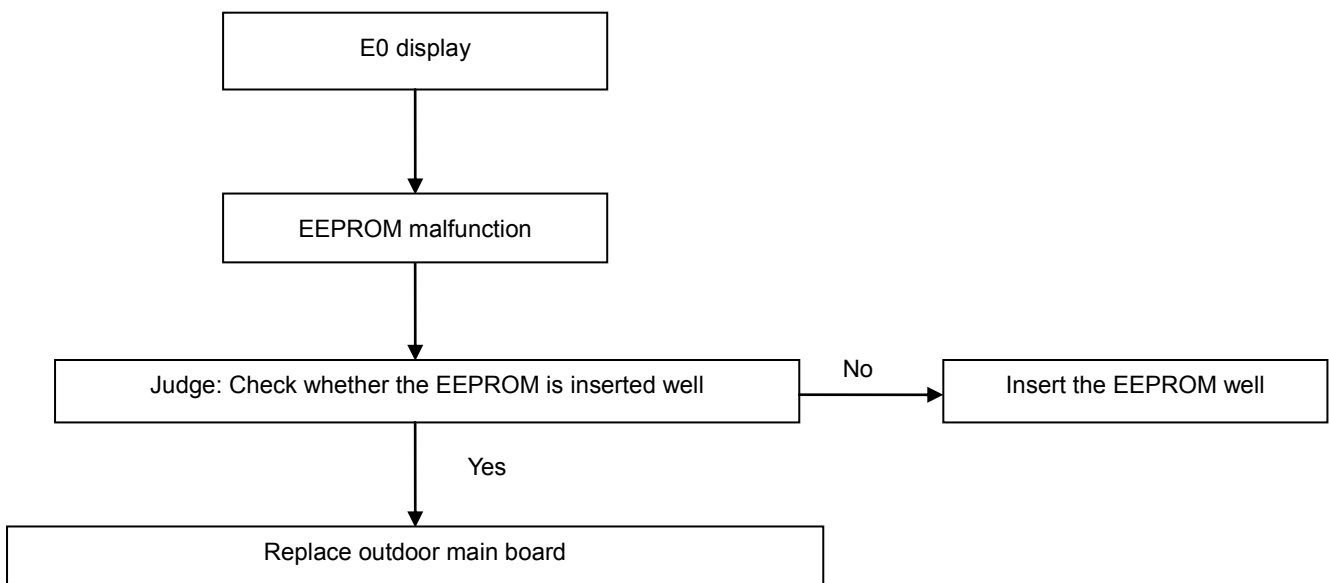 E0 display
EEPROM malfunction
Judge: Check whether the EEPROM is inserted well
No
Insert the EEPROM well
Yes
Replace outdoor main board